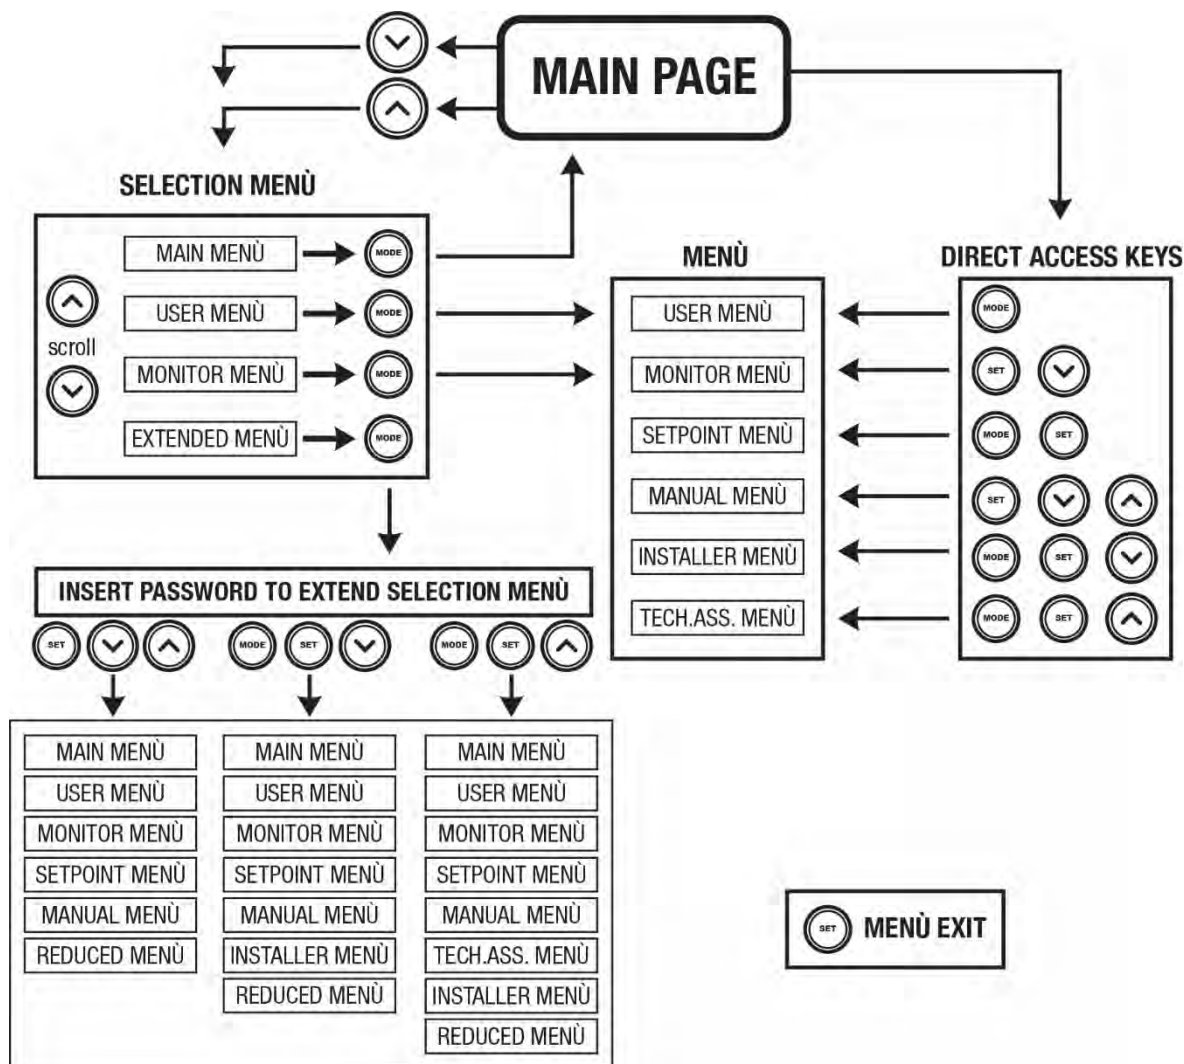 MAIN PAGE
SELECTION MENÙ
MAIN MENÙ MODE
USER MENÙ MODE
scroll
MONITOR MENÙ MODE
EXTENDED MENÙ MODE
MENÙ
USER MENÙ
MONITOR MENÙ
SETPOINT MENÙ
MANUAL MENÙ
INSTALLER MENÙ
TECH.ASS. MENÙ
DIRECT ACCESS KEYS
MODE
SET
MODE SET
SET
MODE SET
MODE SET
INSERT PASSWORD TO EXTEND SELECTION MENÙ
SET
MODE SET
MODE SET
MAIN MENÙ
USER MENÙ
MONITOR MENÙ
SETPOINT MENÙ
MANUAL MENÙ
REDUCED MENÙ
MAIN MENÙ
USER MENÙ
MONITOR MENÙ
SETPOINT MENÙ
MANUAL MENÙ
INSTALLER MENÙ
REDUCED MENÙ
MAIN MENÙ
USER MENÙ
MONITOR MENÙ
SETPOINT MENÙ
MANUAL MENÙ
TECH.ASS. MENÙ
INSTALLER MENÙ
REDUCED MENÙ
SET MENÙ EXIT